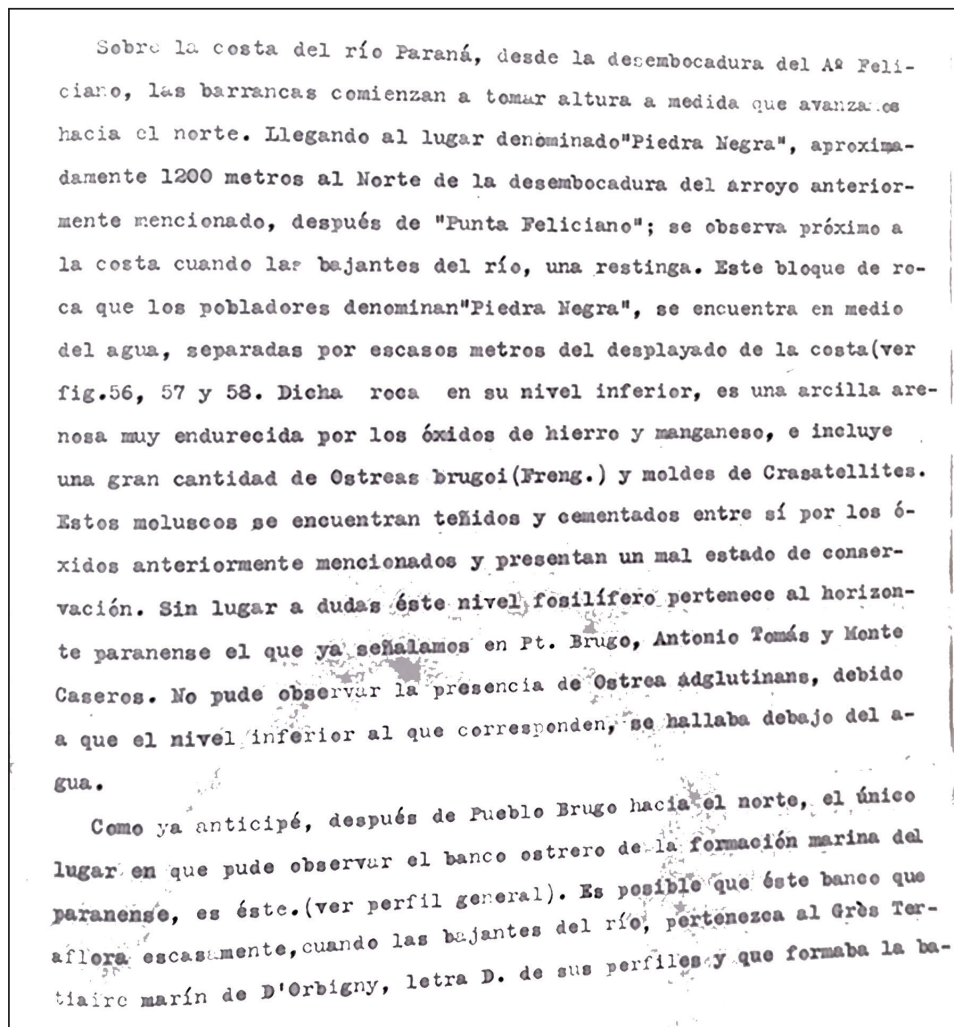 Sobre la costa del río Paraná, desde la desembocadura del Aº Feli-
ciano, las barrancas comienzan a tomar altura a medida que avanzamos
hacia el norte. Llegando al lugar denominado"Piedra Negra", aproxima-
damente 1200 metros al Norte de la desembocadura del arroyo anterior-
mente mencionado, después de "Punta Feliciano"; se observa próximo a
la costa cuando las bajantes del río, una restinga. Este bloque de ro-
ca que los pobladores denominan"Piedra Negra", se encuentra en medio
del agua, separadas por escasos metros del desplayado de la costa(ver
fig.56, 57 y 58. Dicha roca en su nivel inferior, es una arcilla are-
nosa muy endurecida por los óxidos de hierro y manganeso, e incluye
una gran cantidad de Ostreas brugoi(Freng.) y moldes de Crasatellites.
Estos moluscos se encuentran teñidos y cementados entre sí por los ó-
xidos anteriormente mencionados y presentan un mal estado de conser-
vación. Sin lugar a dudas éste nivel fosilífero pertenece al horizon-
te paranense el que ya señalamos en Pt. Brugo, Antonio Tomás y Monte
Caseros. No pude observar la presencia de Ostrea adglutinans, debido
a que el nivel inferior al que corresponden, se hallaba debajo del a-
gua.
Como ya anticipé, después de Pueblo Brugo hacia el norte, el único
lugar en que pude observar el banco ostrero de la formación marina del
paranense, es éste.(ver perfil general). Es posible que éste banco que
aflora escasamente,cuando las bajantes del río, pertenezca al Grès Ter-
tiaire marín de D'Orbigny, letra D. de sus perfiles y que formaba la ba-